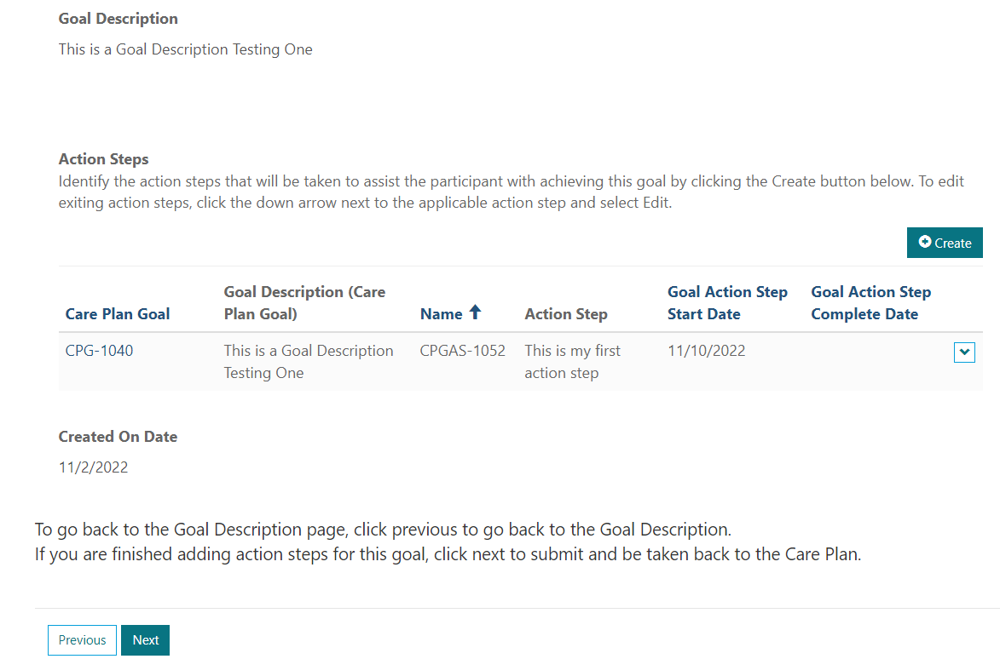 Goal Description
This is a Goal Description Testing One
Action Steps
Identify the action steps that will be taken to assist the participant with achieving this goal by clicking the Create button below. To edit
exiting action steps, click the down arrow next to the applicable action step and select Edit.
Create
Care Plan Goal
Goal Description (Care
Plan Goal)
Name
Action Step
Goal Action Step
Start Date
Goal Action Step
Complete Date
CPG-1040
This is a Goal Description
Testing One
CPGAS-1052
This is my first
action step
11/10/2022
Created On Date
11/2/2022
To go back to the Goal Description page, click previous to go back to the Goal Description.
If you are finished adding action steps for this goal, click next to submit and be taken back to the Care Plan.
Previous
Next